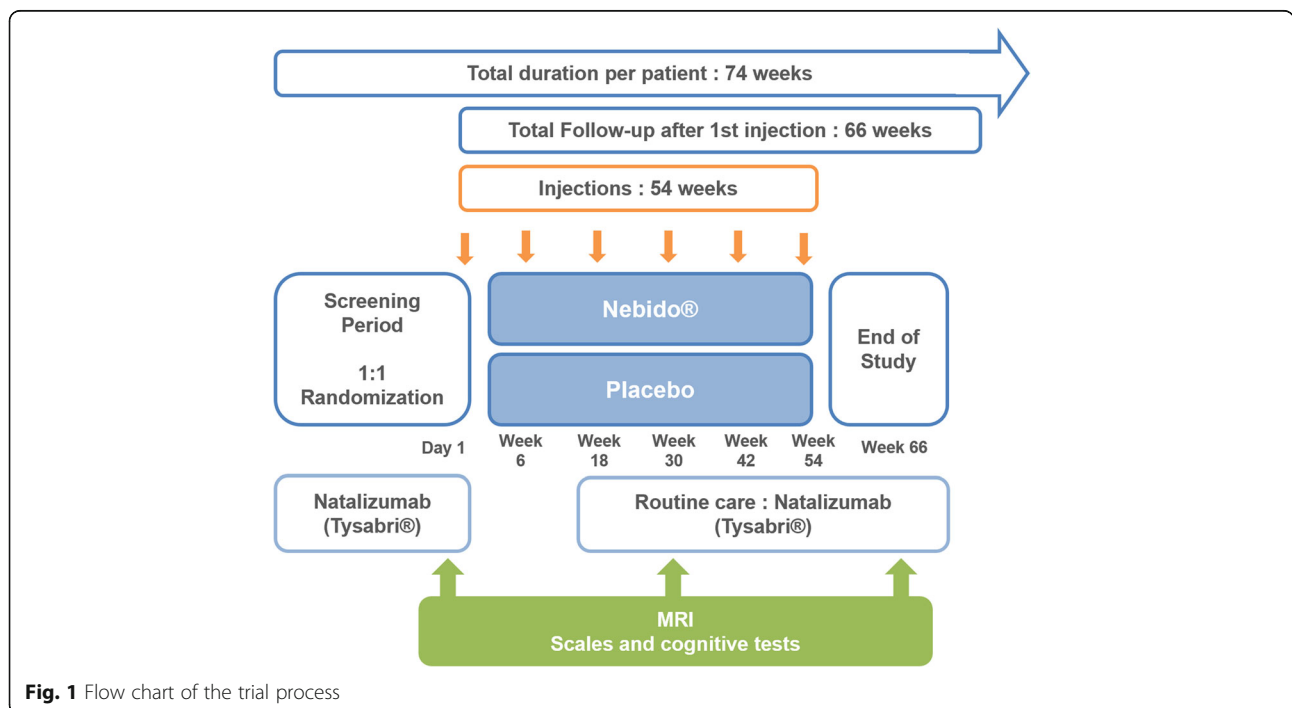 Total duration per patient : 74 weeks
Total Follow-up after 1st injection : 66 weeks
Injections : 54 weeks
Screening
Period
1:1
Randomization
Nebido®
Placebo
End of
Study
Day 1
Week
6
Week
18
Week
30
Week
42
Week
54
Week 66
Natalizumab
(Tysabri®)
Routine care : Natalizumab
(Tysabri®)
MRI
Scales and cognitive tests
Fig. 1 Flow chart of the trial process